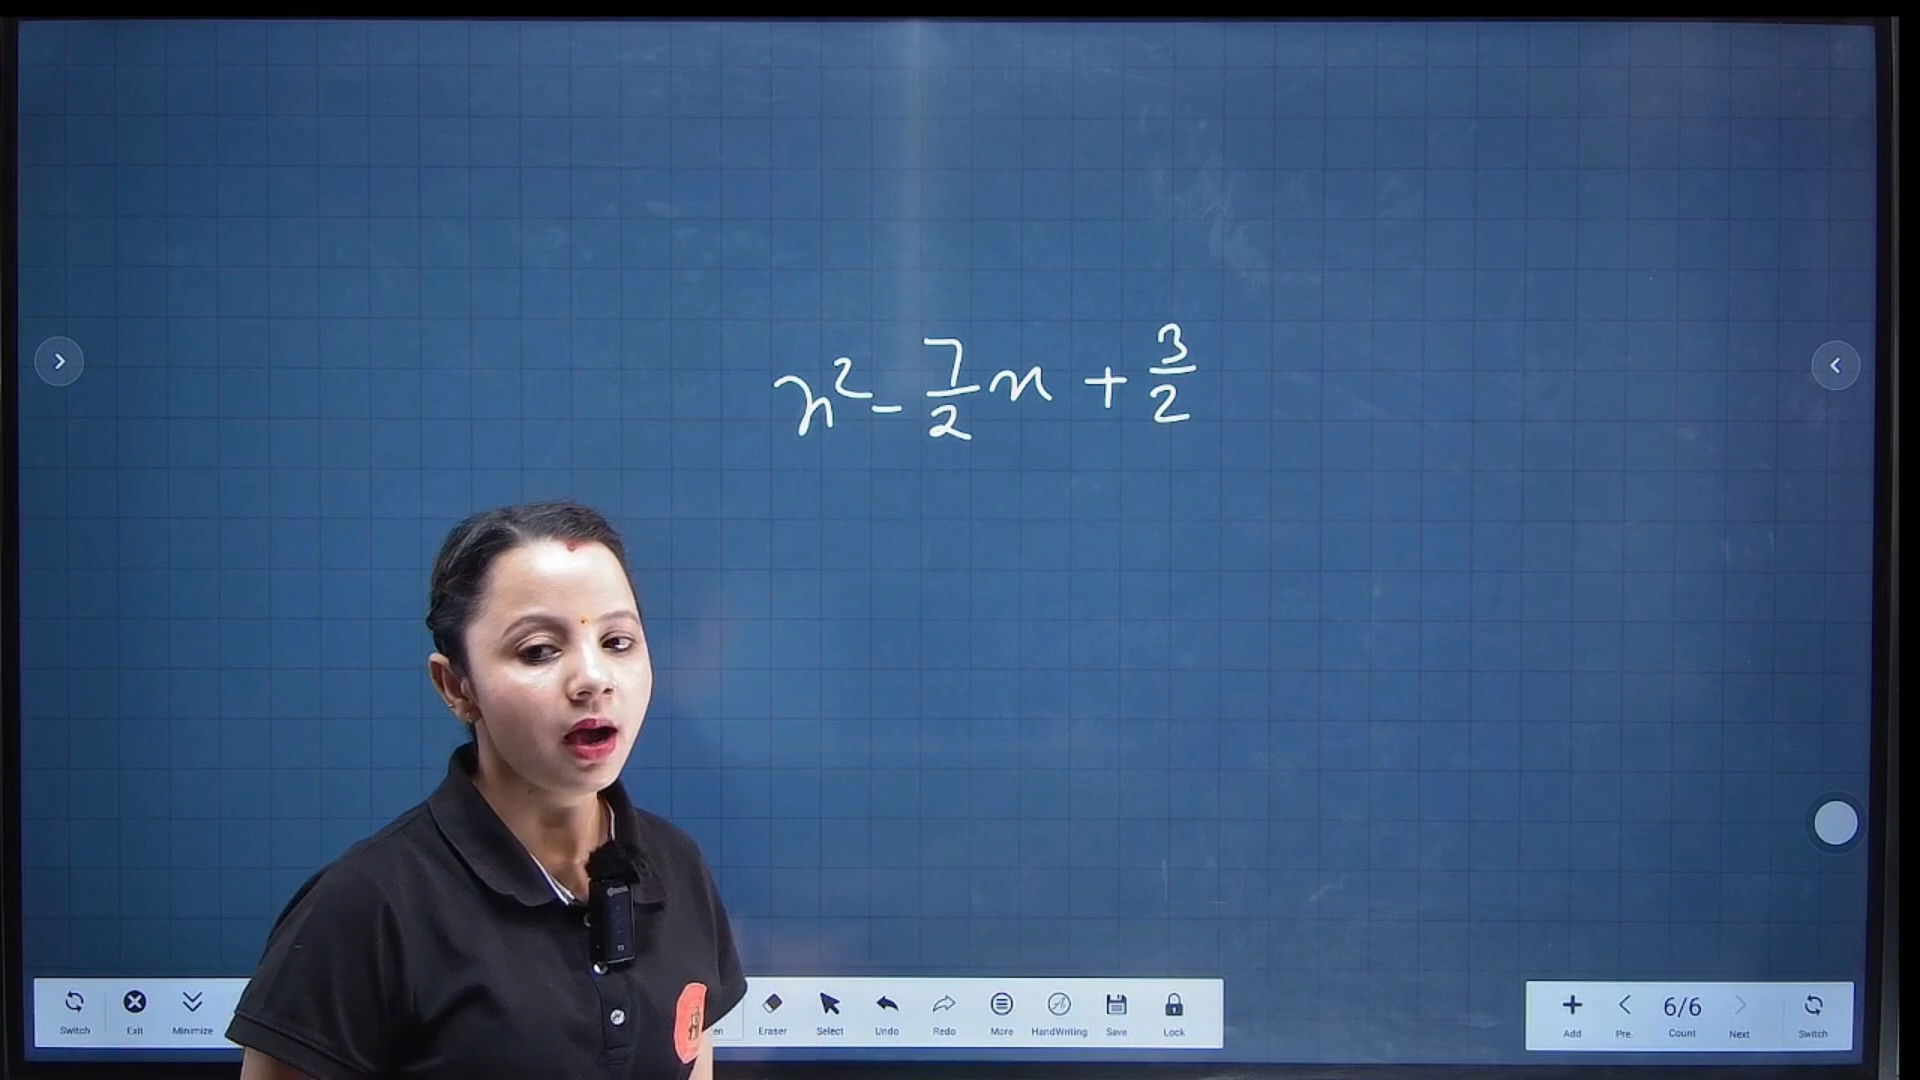 x² - 7/2 x + 3/2
Switch Exit Minimize en Eraser Select Undo Redo More HandWriting Save Lock
Add Pre. 6/6 Count Next Switch